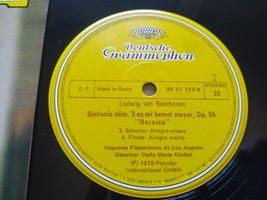 Deutsche
Grammophon
D.P. Made in Spain
25 31 123-B
2 STEREO
33
Ludwig van Beethoven
Sinfonía núm. 3 en mi bemol mayor, Op. 55
"Heroica"
3. Scherzo: Allegro vivace
4. Finale: Allegro molto
Orquesta Filarmónica de Los Angeles
Director: Carlo Maria Giulini
(P) 1979 Polydor
International GmbH